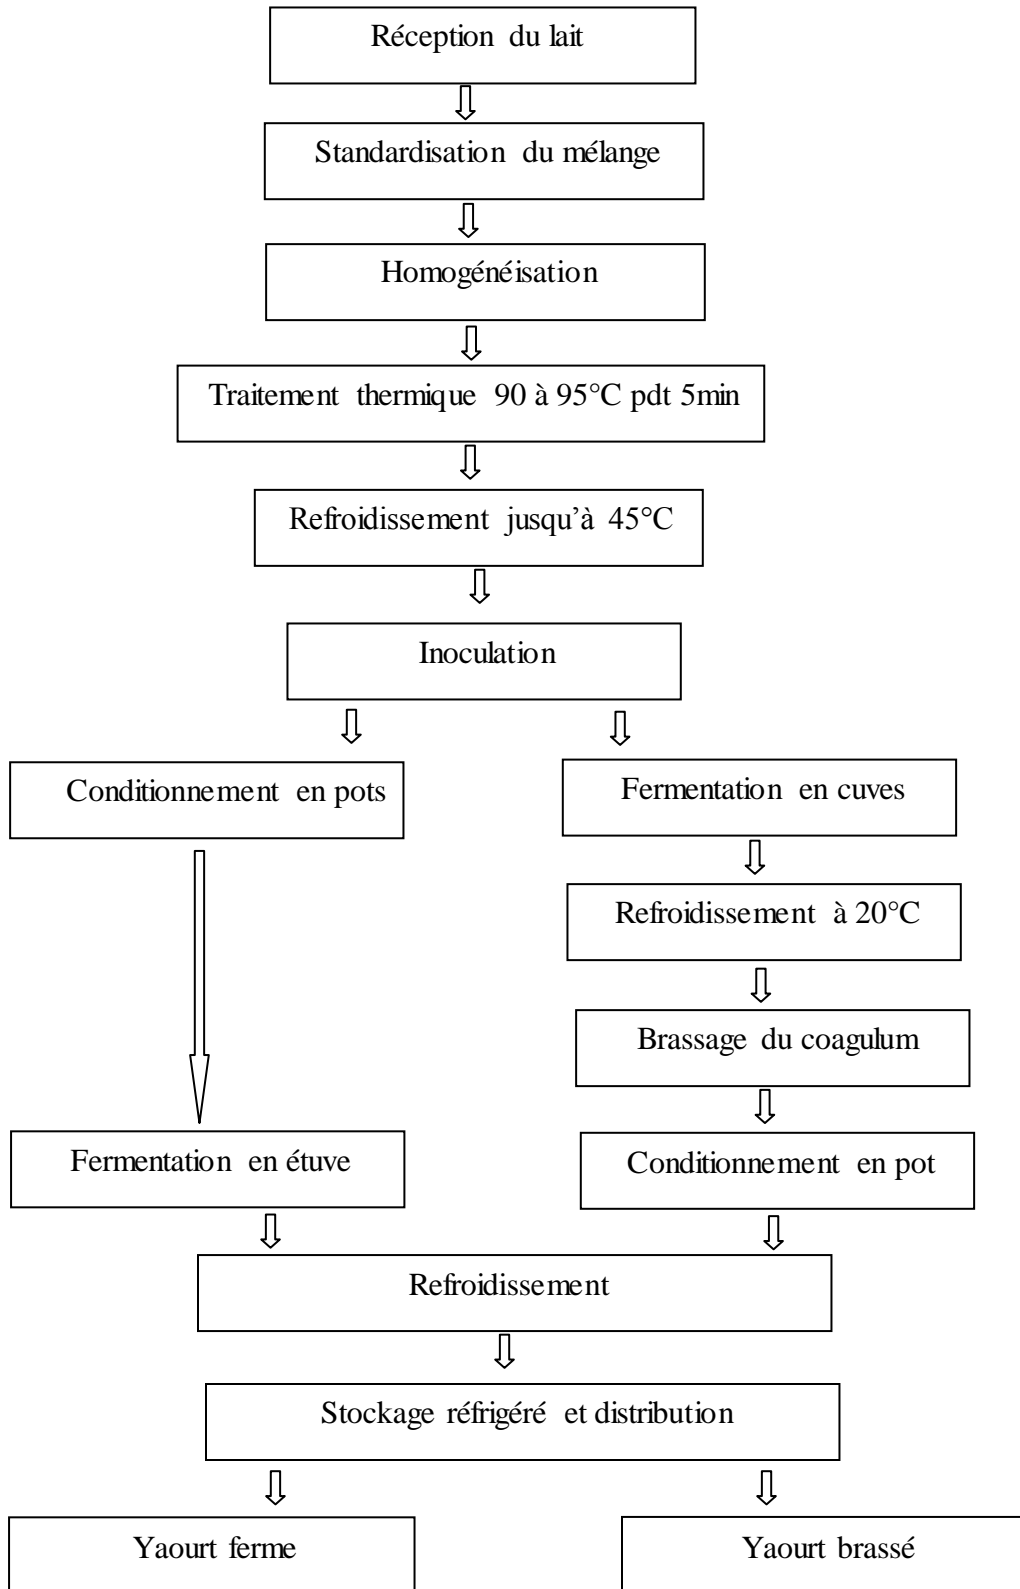 Réception du lait
Standardisation du mélange
Homogénéisation
Traitement thermique 90 à 95°C pdt 5min
Refroidissement jusqu’à 45°C
Inoculation
Conditionnement en pots
Fermentation en cuves
Refroidissement à 20°C
Brassage du coagulum
Fermentation en étuve
Conditionnement en pot
Refroidissement
Stockage réfrigéré et distribution
Yaourt ferme
Yaourt brassé